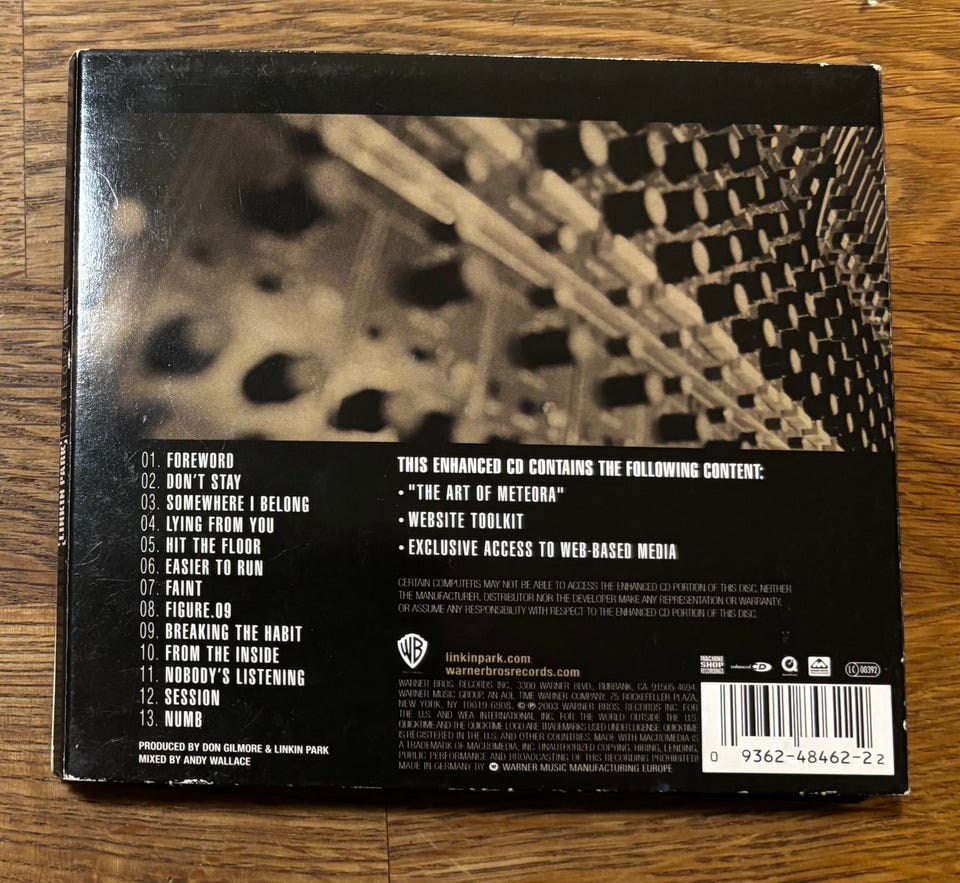 [LINKIN PARK]
01. FOREWORD
02. DON'T STAY
03. SOMEWHERE I BELONG
04. LYING FROM YOU
05. HIT THE FLOOR
06. EASIER TO RUN
07. FAINT
08. FIGURE.09
09. BREAKING THE HABIT
10. FROM THE INSIDE
11. NOBODY'S LISTENING
12. SESSION
13. NUMB
PRODUCED BY DON GILMORE & LINKIN PARK
MIXED BY ANDY WALLACE
THIS ENHANCED CD CONTAINS THE FOLLOWING CONTENT:
• "THE ART OF METEORA"
• WEBSITE TOOLKIT
• EXCLUSIVE ACCESS TO WEB-BASED MEDIA
CERTAIN COMPUTERS MAY NOT BE ABLE TO ACCESS THE ENHANCED CD PORTION OF THIS DISC. NEITHER
THE MANUFACTURER, DISTRIBUTOR NOR THE DEVELOPER MAKE ANY REPRESENTATION OR WARRANTY,
OR ASSUME ANY RESPONSIBILITY WITH RESPECT TO THE ENHANCED CD PORTION OF THIS DISC.
WB
linkinpark.com
warnerbrosrecords.com
WARNER BROS. RECORDS INC., 3300 WARNER BLVD., BURBANK, CA 91505-4694.
WARNER MUSIC GROUP, AN AOL TIME WARNER COMPANY. 75 ROCKEFELLER PLAZA,
NEW YORK, NY 10019-6908. ©℗ 2003 WARNER BROS. RECORDS INC. FOR
THE U.S. AND WEA INTERNATIONAL INC. FOR THE WORLD OUTSIDE THE U.S.
QUICKTIME AND THE QUICKTIME LOGO ARE TRADEMARKS USED UNDER LICENSE. QUICKTIME
IS REGISTERED IN THE U.S. AND OTHER COUNTRIES. MADE WITH MACROMEDIA IS
A TRADEMARK OF MACROMEDIA, INC. UNAUTHORIZED COPYING, HIRING, LENDING,
PUBLIC PERFORMANCE AND BROADCASTING OF THIS RECORDING PROHIBITED.
MADE IN GERMANY BY WARNER MUSIC MANUFACTURING EUROPE
MACHINE
SHOP
RECORDINGS
enhanced CD
LC 00392
0 9362-48462-2 2